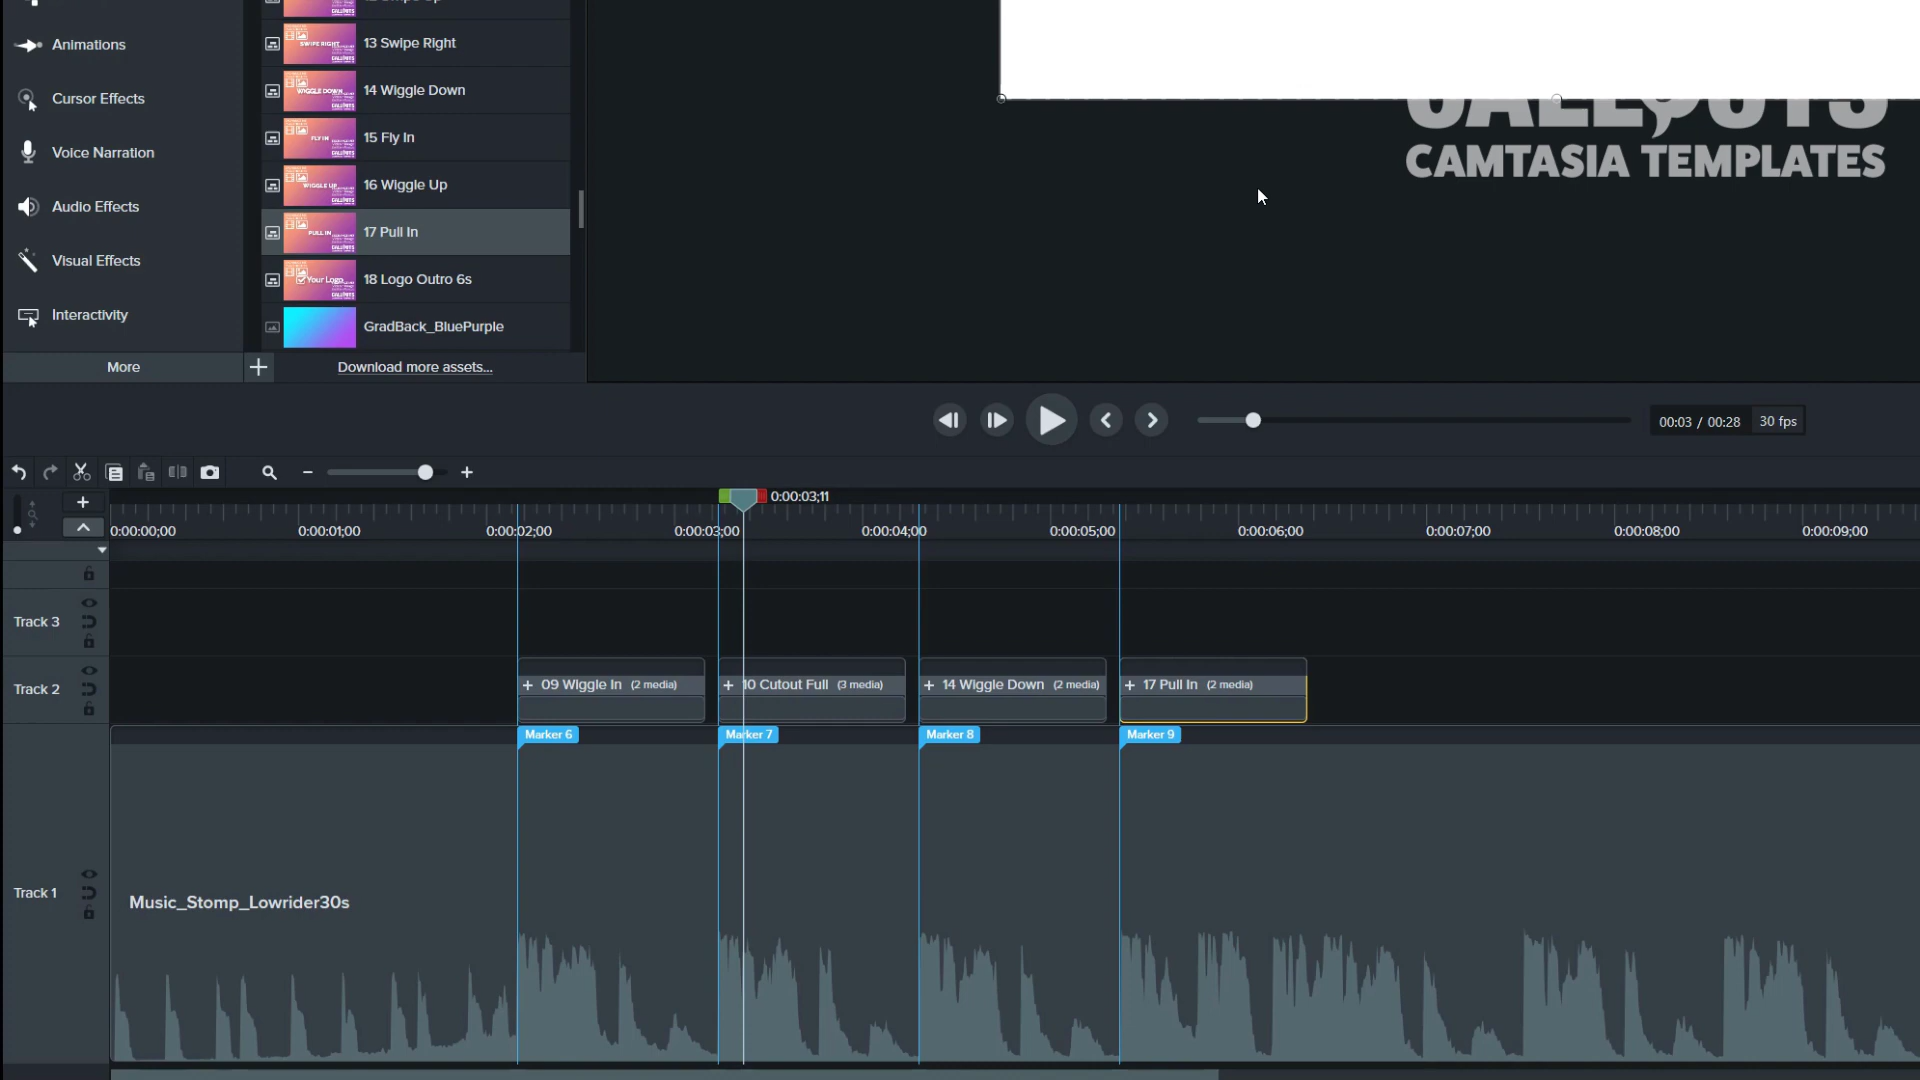 Animations
Cursor Effects
Voice Narration
Audio Effects
Visual Effects
Interactivity
More
13 Swipe Right
14 Wiggle Down
15 Fly In
16 Wiggle Up
17 Pull In
18 Logo Outro 6s
GradBack_BluePurple
Download more assets...
CALLOUTS
CAMTASIA TEMPLATES
00:03 / 00:28 30 fps
0:00:03;11
0:00:00;00 0:00:01;00 0:00:02;00 0:00:03;00 0:00:04;00 0:00:05;00 0:00:06;00 0:00:07;00 0:00:08;00 0:00:09;00
Track 3
Track 2
+ 09 Wiggle In (2 media) + 10 Cutout Full (3 media) + 14 Wiggle Down (2 media) + 17 Pull In (2 media)
Marker 6 Marker 7 Marker 8 Marker 9
Track 1
Music_Stomp_Lowrider30s